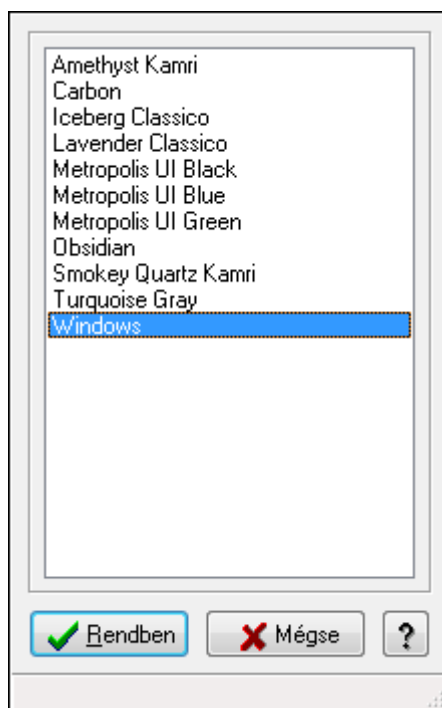 Amethyst Kamri
Carbon
Iceberg Classico
Lavender Classico
Metropolis UI Black
Metropolis UI Blue
Metropolis UI Green
Obsidian
Smokey Quartz Kamri
Turquoise Gray
Windows
Rendben
Mégse
?